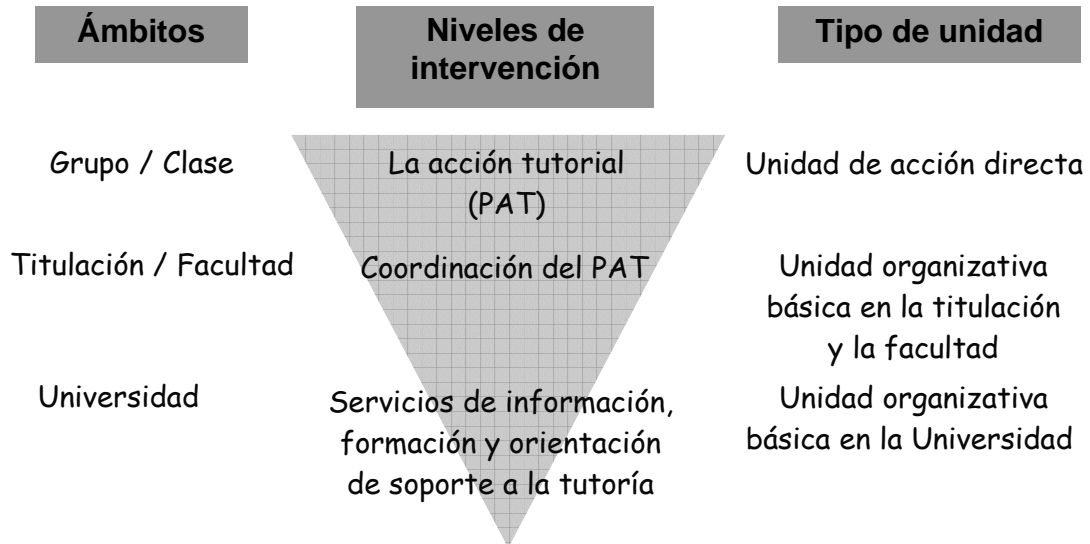 Ámbitos
Niveles de
intervención
Tipo de unidad
Grupo / Clase
La acción tutorial
(PAT)
Unidad de acción directa
Titulación / Facultad
Coordinación del PAT
Unidad organizativa
básica en la titulación
y la facultad
Universidad
Servicios de información,
formación y orientación
de soporte a la tutoría
Unidad organizativa
básica en la Universidad